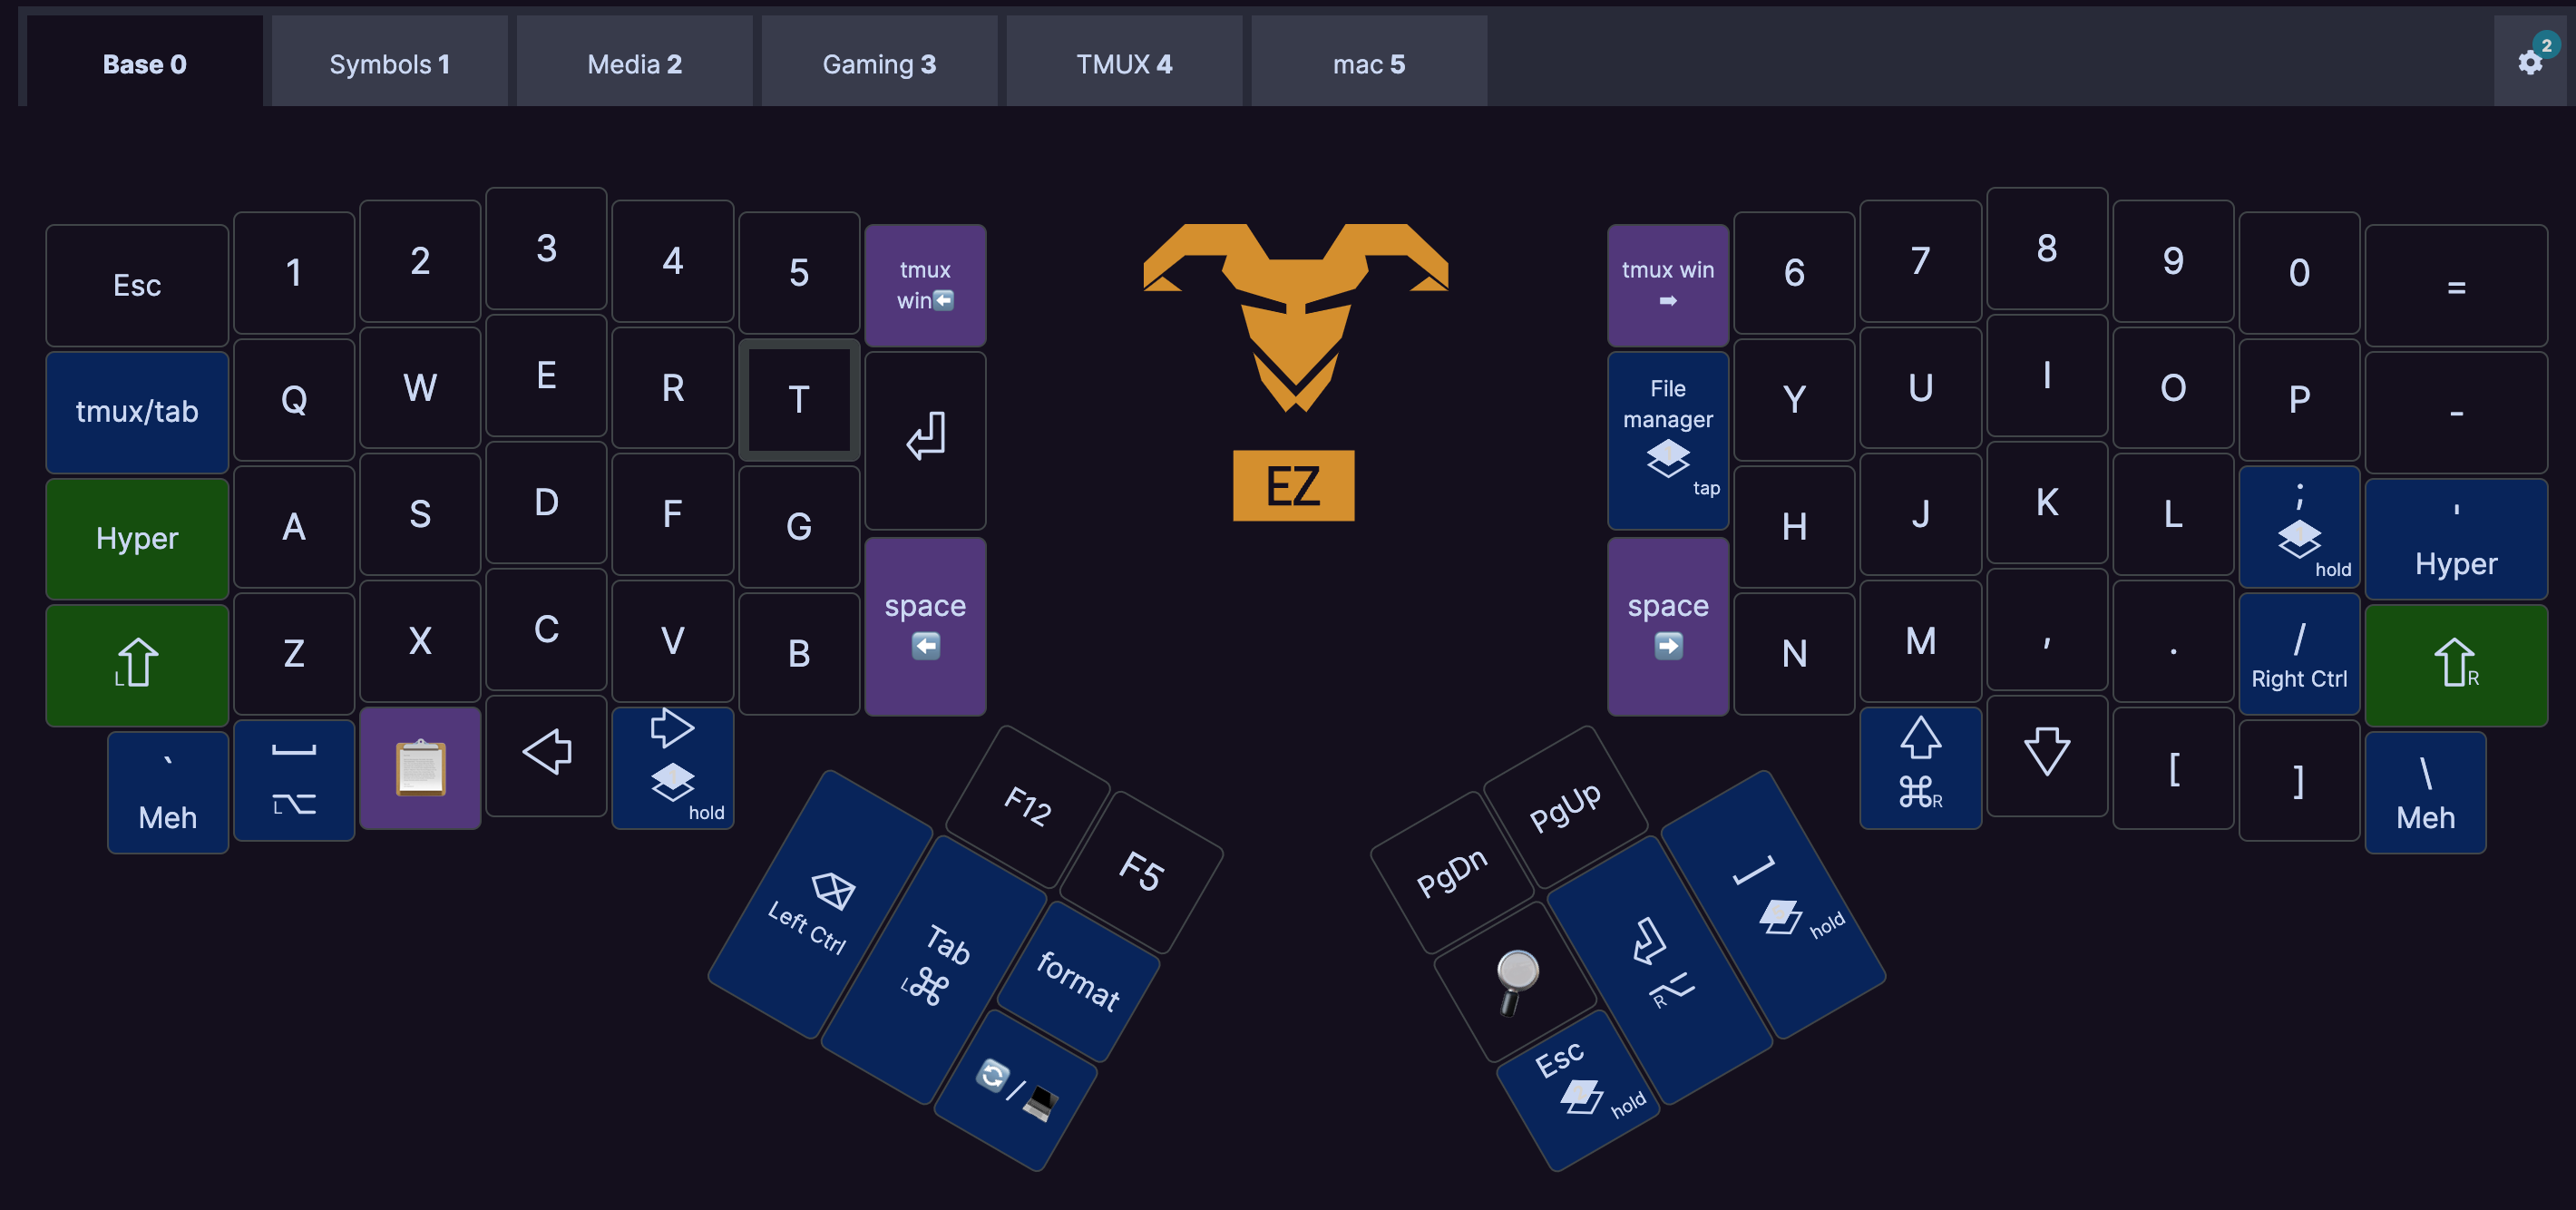 Base 0
Symbols 1
Media 2
Gaming 3
TMUX 4
mac 5
2
Esc
1
2
3
4
5
tmux
win⬅️
tmux/tab
Q
W
E
R
T
Hyper
A
S
D
F
G
L
Z
X
C
V
B
space
⬅️
`
Meh
L
hold
F12
F5
Left Ctrl
Tab
L⌘
format
/
EZ
tmux win
➡
6
7
8
9
0
=
File
manager
tap
Y
U
I
O
P
-
H
J
K
L
;
hold
'
Hyper
space
➡️
N
M
,
.
/
Right Ctrl
R
⌘R
[
]
\
Meh
PgUp
PgDn
R
hold
Esc
hold